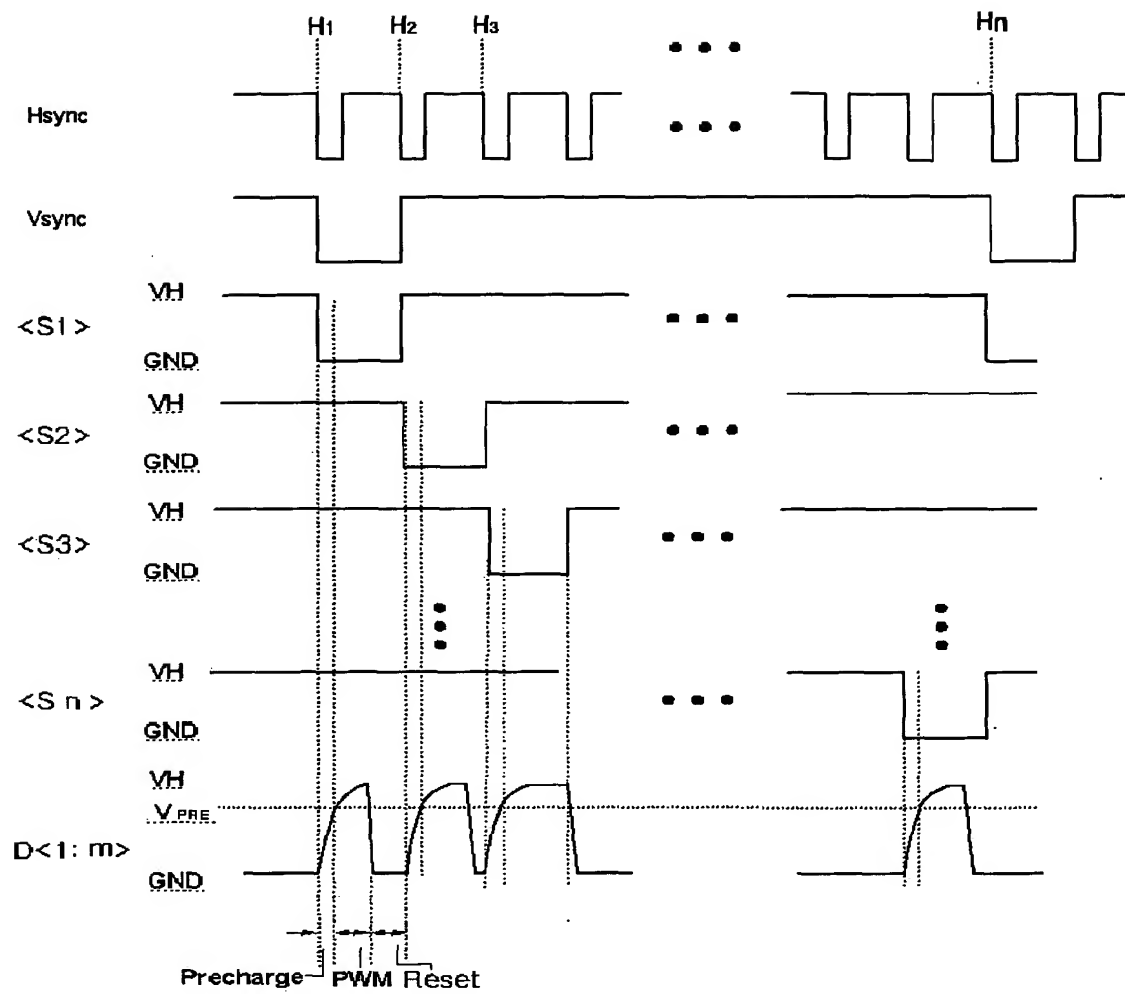 H1 H2 H3 Hn
Hsync
Vsync
VH
<S1>
GND
VH
<S2>
GND
VH
<S3>
GND
VH
<S n>
GND
VH
VPRE
D<1: m>
GND
Precharge PWM Reset